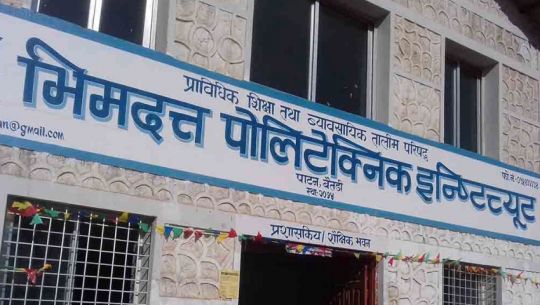 प्राविधिक शिक्षा तथा व्यावसायिक तालीम परिषद्
भिमदत्त पोलिटेक्निक इन्ष्टिच्यूट
पाटन, बैतडी
an@gmail.com
प्रशासकिय/शैक्षिक भवन